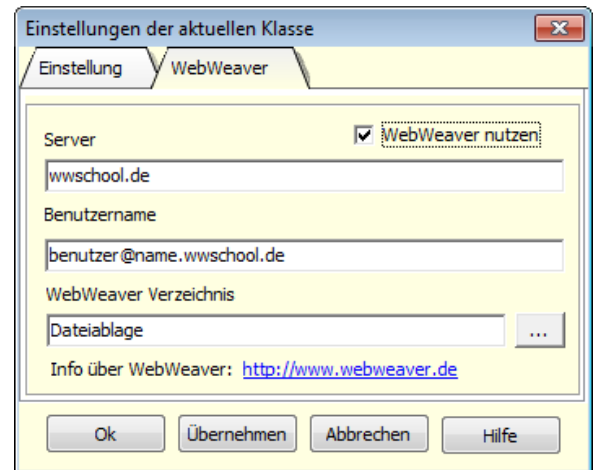 Einstellungen der aktuellen Klasse
Einstellung WebWeaver
Server WebWeaver nutzen
wwschool.de
Benutzername
benutzer@name.wwschool.de
WebWeaver Verzeichnis
Dateiablage ...
Info über WebWeaver: http://www.webweaver.de
Ok Übernehmen Abbrechen Hilfe